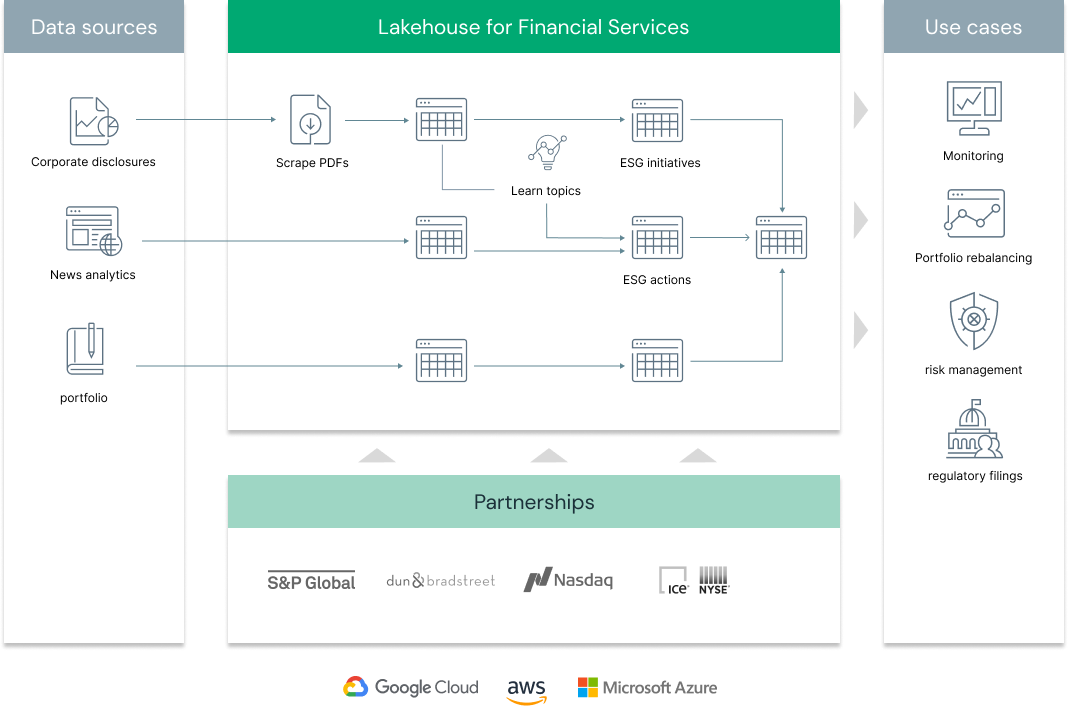 Data sources
Lakehouse for Financial Services
Use cases
Corporate disclosures
Scrape PDFs
Learn topics
ESG initiatives
Monitoring
News analytics
ESG actions
Portfolio rebalancing
portfolio
risk management
regulatory filings
Partnerships
S&P Global
dun & bradstreet
Nasdaq
ICE
NYSE
Google Cloud
aws
Microsoft Azure